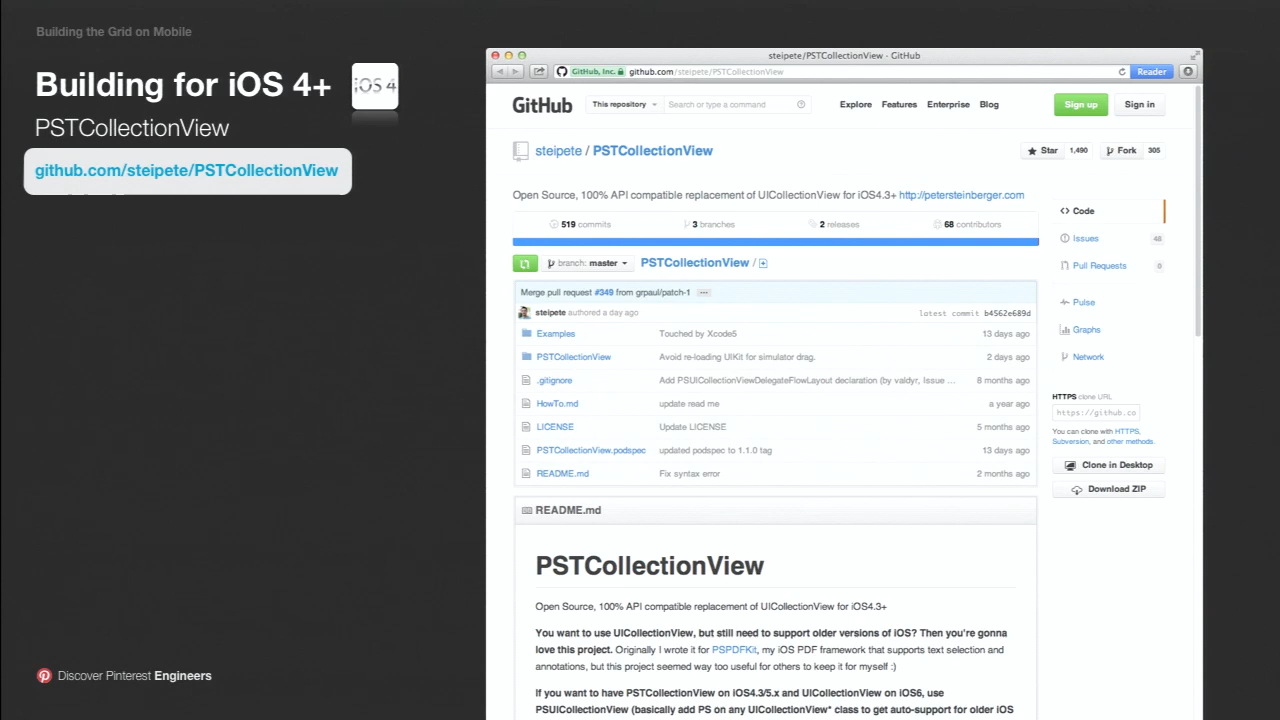 Building the Grid on Mobile
Building for iOS 4+
iOS 4
PSTCollectionView
github.com/steipete/PSTCollectionView
steipete/PSTCollectionView · GitHub
GitHub, Inc. github.com/steipete/PSTCollectionView
Reader
GitHub This repository Search or type a command Explore Features Enterprise Blog Sign up Sign in
steipete / PSTCollectionView Star 1,490 Fork 305
Open Source, 100% API compatible replacement of UICollectionView for iOS4.3+ http://petersteinberger.com
519 commits 3 branches 2 releases 68 contributors
branch: master PSTCollectionView /
Merge pull request #349 from grpaul/patch-1
steipete authored a day ago latest commit b4562e689d
Examples Touched by Xcode5 13 days ago
PSTCollectionView Avoid re-loading UIKit for simulator drag. 2 days ago
.gitignore Add PSUICollectionViewDelegateFlowLayout declaration (by valdyr, Issue ... 8 months ago
HowTo.md update read me a year ago
LICENSE Update LICENSE 5 months ago
PSTCollectionView.podspec updated podspec to 1.1.0 tag 13 days ago
README.md Fix syntax error 2 months ago
Code
Issues 48
Pull Requests 0
Pulse
Graphs
Network
HTTPS clone URL
https://github.co
You can clone with HTTPS,
Subversion, and other methods.
Clone in Desktop
Download ZIP
README.md
PSTCollectionView
Open Source, 100% API compatible replacement of UICollectionView for iOS4.3+
You want to use UICollectionView, but still need to support older versions of iOS? Then you're gonna
love this project. Originally I wrote it for PSPDFKit, my iOS PDF framework that supports text selection and
annotations, but this project seemed way too useful for others to keep it for myself :)
If you want to have PSTCollectionView on iOS4.3/5.x and UICollectionView on iOS6, use
PSUICollectionView (basically add PS on any UICollectionView* class to get auto-support for older iOS
Discover Pinterest Engineers